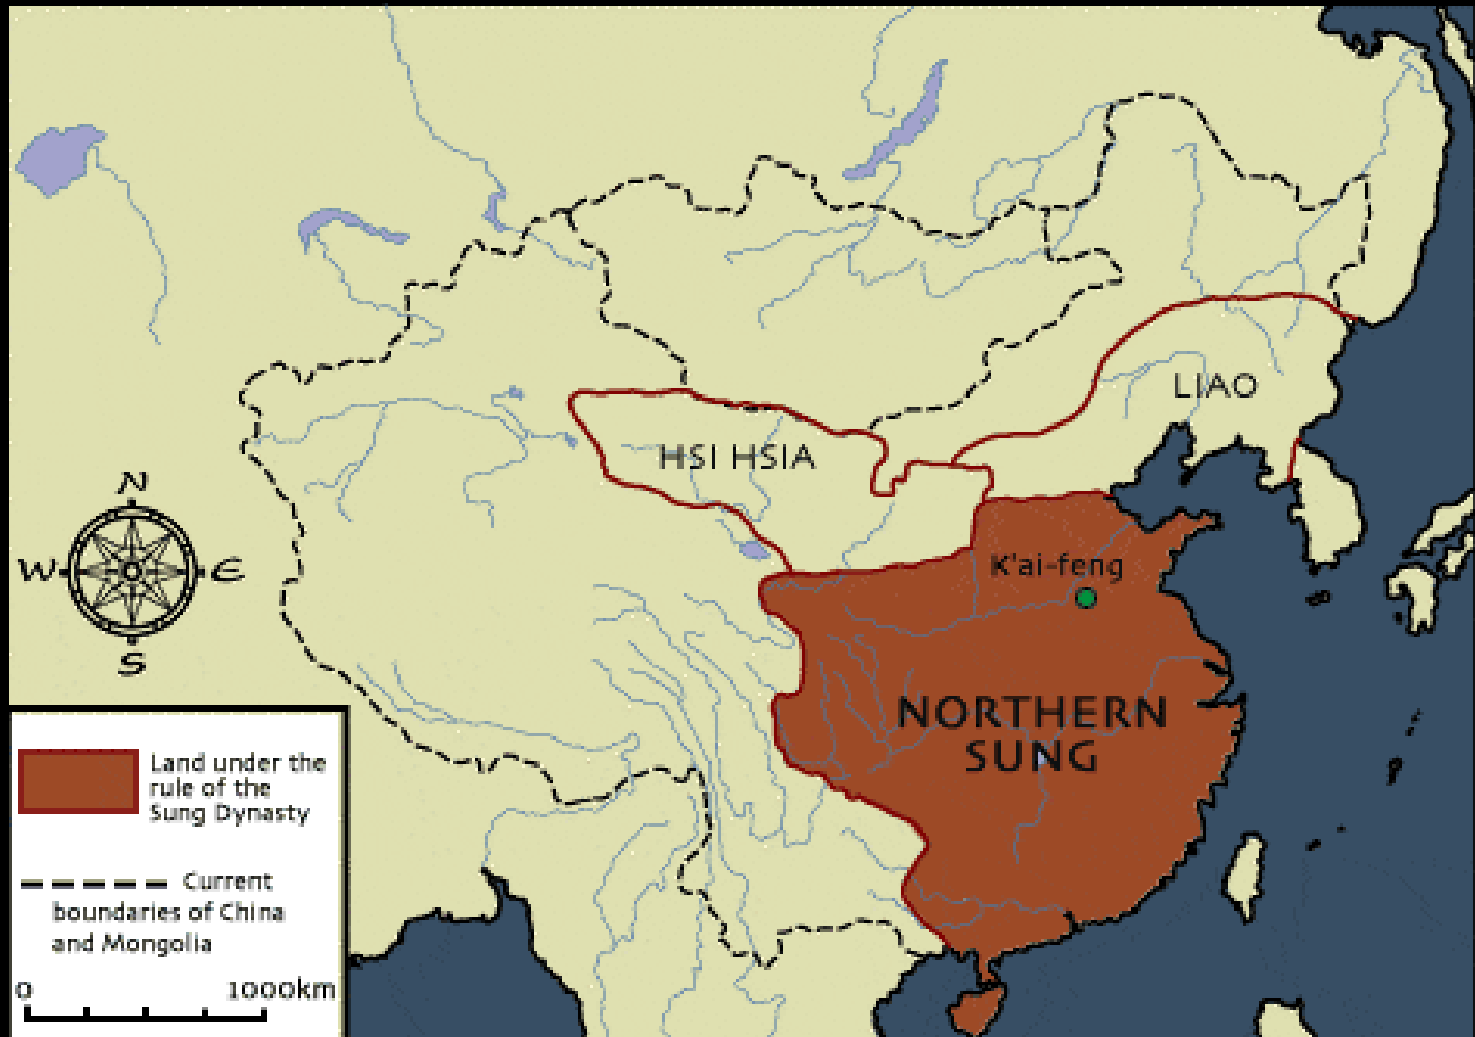 LIAO
HSI HSIA
N
W
E
S
K'ai-feng
NORTHERN
SUNG
Land under the
rule of the
Sung Dynasty
Current
boundaries of China
and Mongolia
0
1000km